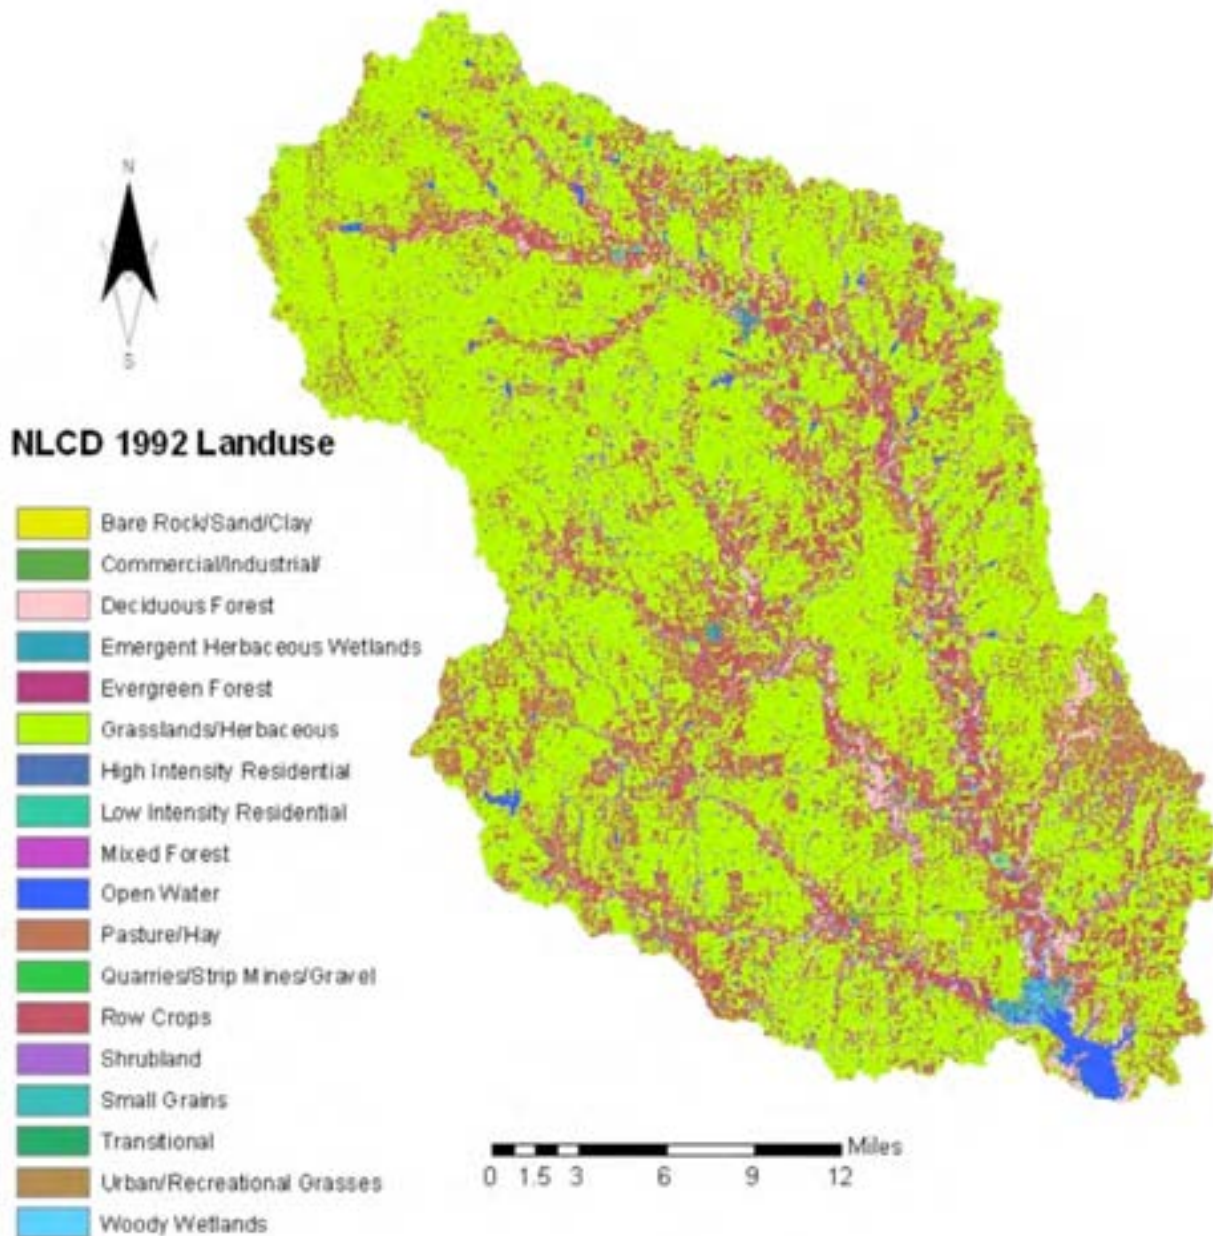 N
S
NLCD 1992 Landuse
Bare Rock/Sand/Clay
Commercial/Industrial/
Deciduous Forest
Emergent Herbaceous Wetlands
Evergreen Forest
Grasslands/Herbaceous
High Intensity Residential
Low Intensity Residential
Mixed Forest
Open Water
Pasture/Hay
Quarries/Strip Mines/Gravel
Row Crops
Shrubland
Small Grains
Transitional
Urban/Recreational Grasses
Woody Wetlands
Miles
0 1.5 3 6 9 12